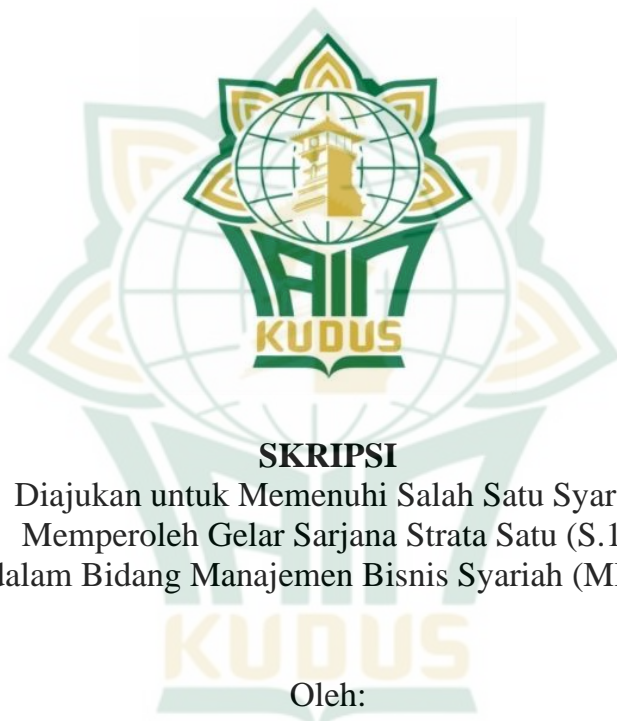 IAIN
KUDUS
SKRIPSI
Diajukan untuk Memenuhi Salah Satu Syar
Memperoleh Gelar Sarjana Strata Satu (S.1
dalam Bidang Manajemen Bisnis Syariah (M
KUDUS
Oleh: